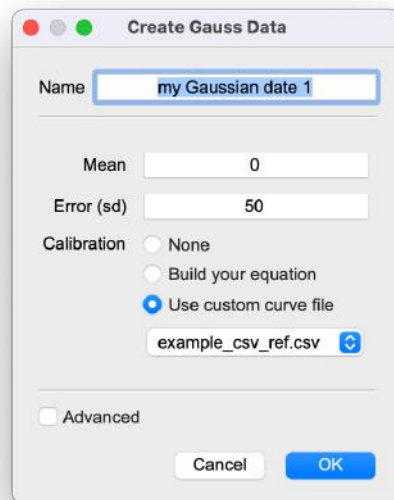 Create Gauss Data
Name my Gaussian date 1
Mean 0
Error (sd) 50
Calibration None
Build your equation
Use custom curve file
example_csv_ref.csv
Advanced
Cancel OK